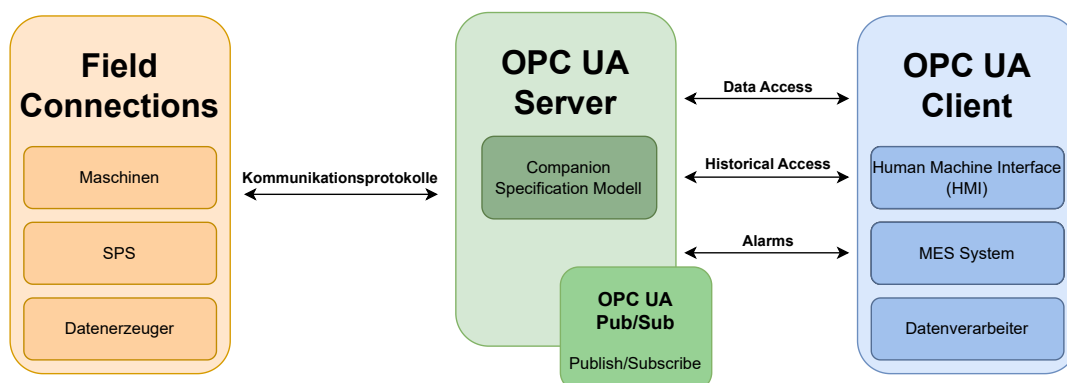 Field
Connections
Maschinen
SPS
Datenerzeuger
Kommunikationsprotokolle
OPC UA
Server
Companion
Specification Modell
OPC UA
Pub/Sub
Publish/Subscribe
Data Access
Historical Access
Alarms
OPC UA
Client
Human Machine Interface
(HMI)
MES System
Datenverarbeiter